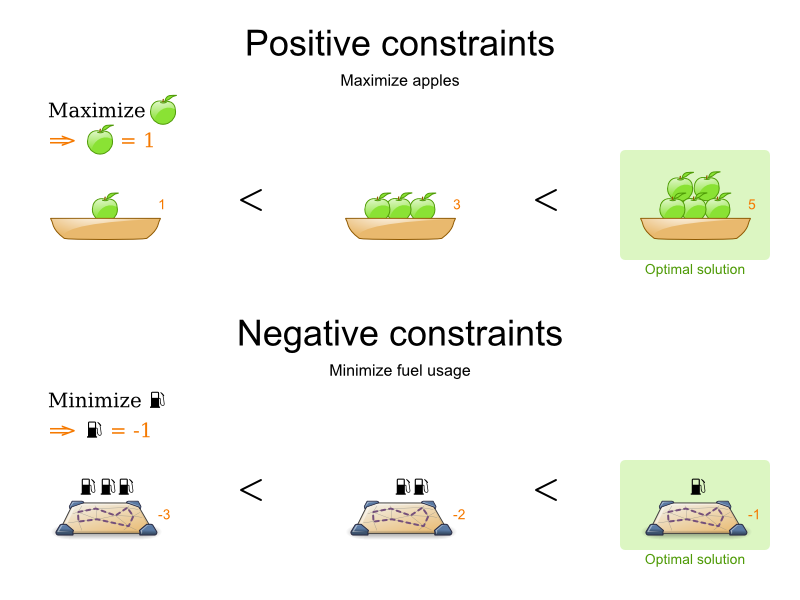 Positive constraints
Maximize apples
Maximize
⇒ = 1
1 < 3 < 5
Optimal solution
Negative constraints
Minimize fuel usage
Minimize
⇒ = -1
-3 < -2 < -1
Optimal solution